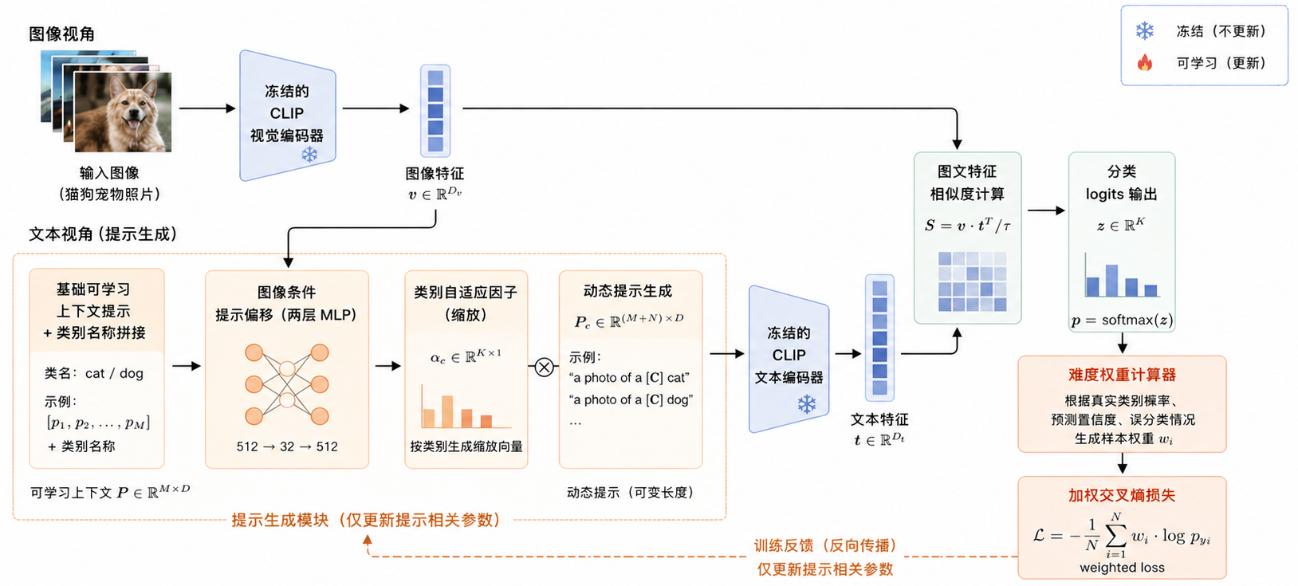 图像视角
输入图像
(猫狗宠物照片)
冻结的
CLIP
视觉编码器
图像特征
v ∈ ℝ^{D_v}
冻结（不更新）
可学习（更新）
文本视角 (提示生成)
基础可学习
上下文提示
+ 类别名称拼接
类名：cat / dog
示例：
[p_1, p_2, ..., p_M]
+ 类别名称
可学习上下文 P ∈ ℝ^{M×D}
图像条件
提示偏移（两层 MLP）
512 → 32 → 512
类别自适应因子
（缩放）
α_c ∈ ℝ^{K×1}
按类别生成缩放向量
动态提示生成
P_c ∈ ℝ^{(M+N)×D}
示例：
“a photo of a [C] cat”
“a photo of a [C] dog”
...
动态提示（可变长度）
提示生成模块（仅更新提示相关参数）
冻结的
CLIP
文本编码器
文本特征
t ∈ ℝ^{D_t}
图文特征
相似度计算
S = v · t^T / τ
分类
logits 输出
z ∈ ℝ^K
p = softmax(z)
难度权重计算器
根据真实类别概率、
预测置信度、误分类情况
生成样本权重 w_i
加权交叉熵损失
ℒ = −\frac{1}{N} \sum_{i=1}^{N} w_i · log p_{yi}
weighted loss
训练反馈（反向传播）
仅更新提示相关参数